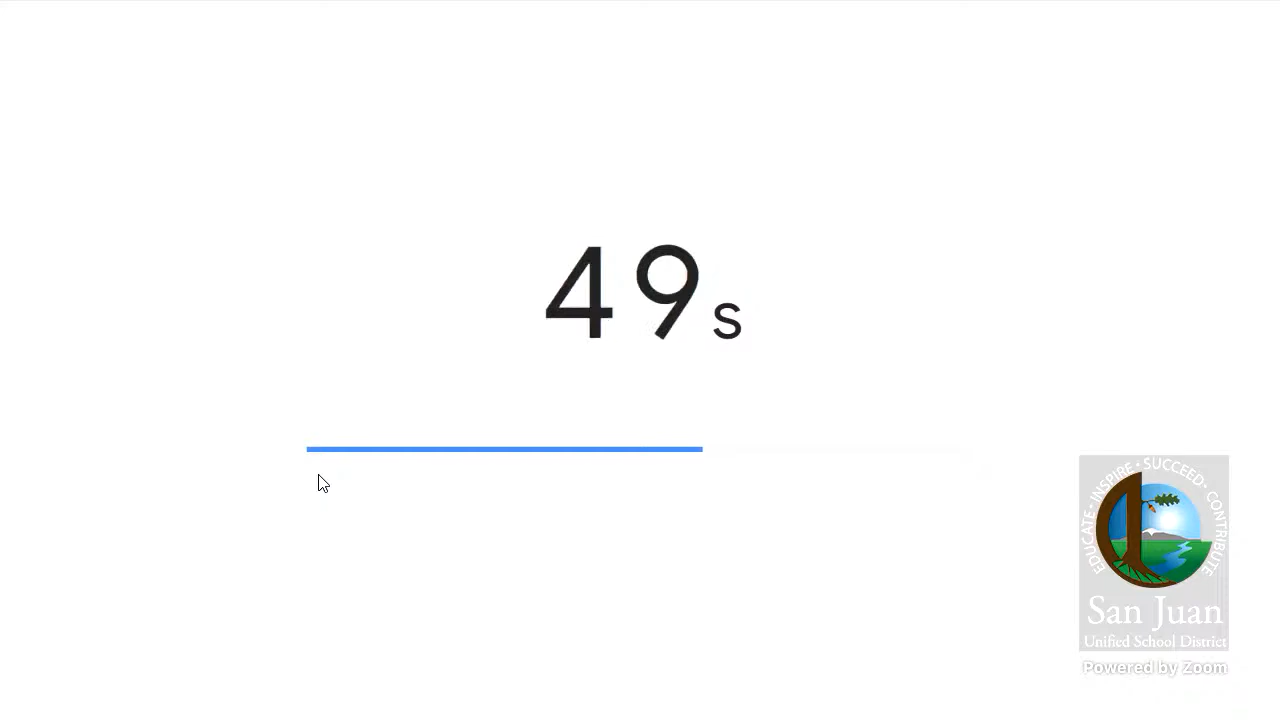 49s
EDUCATE • INSPIRE • SUCCEED • CONTRIBUTE
San Juan
Unified School District
Powered by Zoom